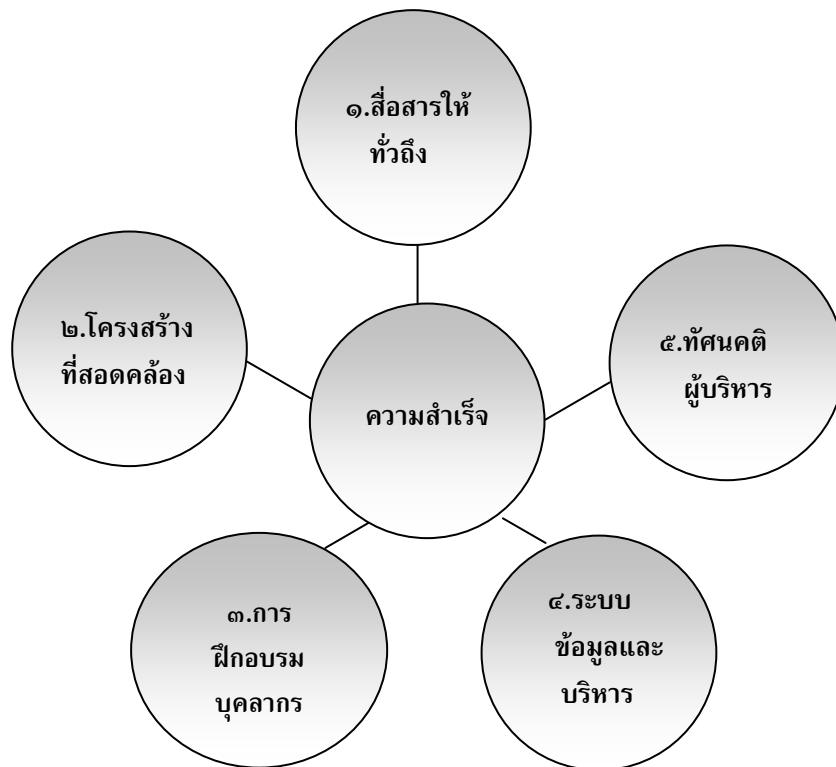 ๑.สื่อสารให้
ทั่วถึง
๒.โครงสร้าง
ที่สอดคล้อง
๕.ทัศนคติ
ผู้บริหาร
ความสำเร็จ
๓.การ
ฝึกอบรม
บุคลากร
๔.ระบบ
ข้อมูลและ
บริหาร